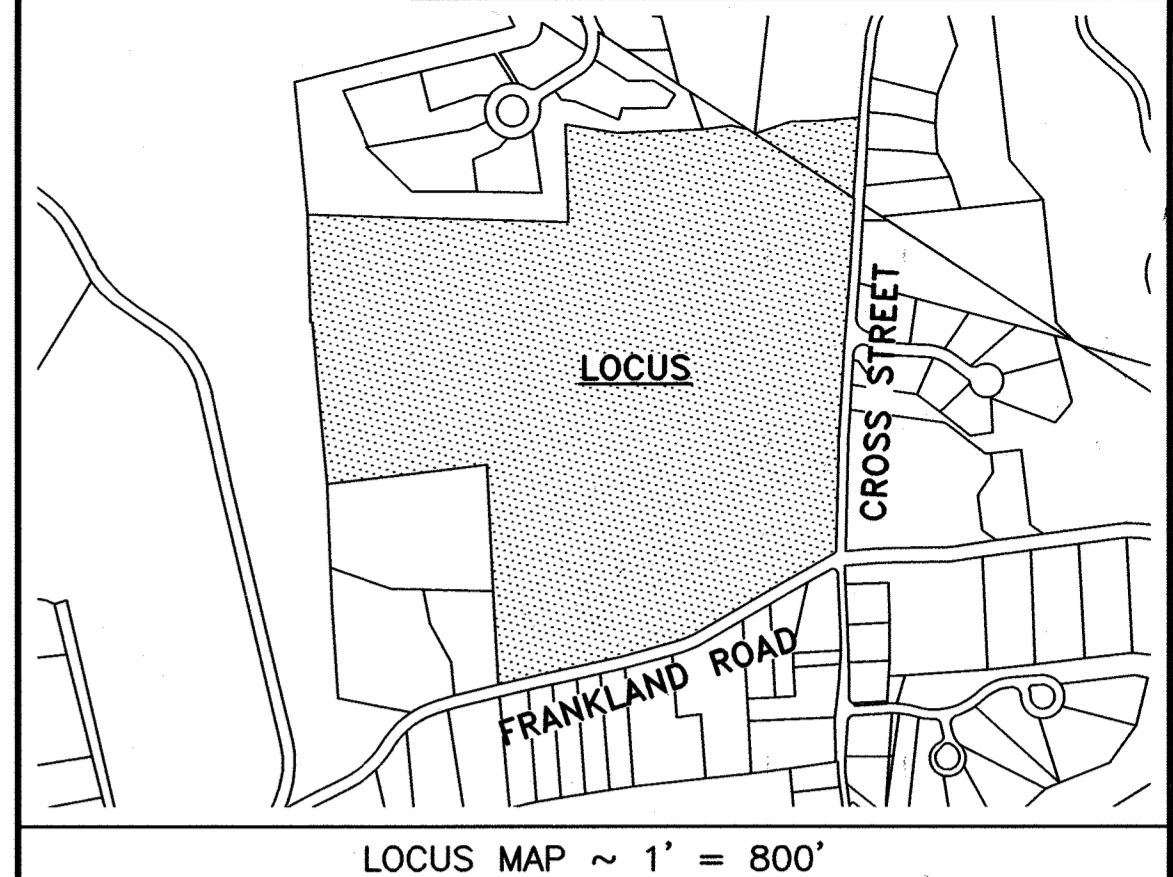 LOCUS
CROSS STREET
FRANKLAND ROAD
LOCUS MAP ~ 1' = 800'